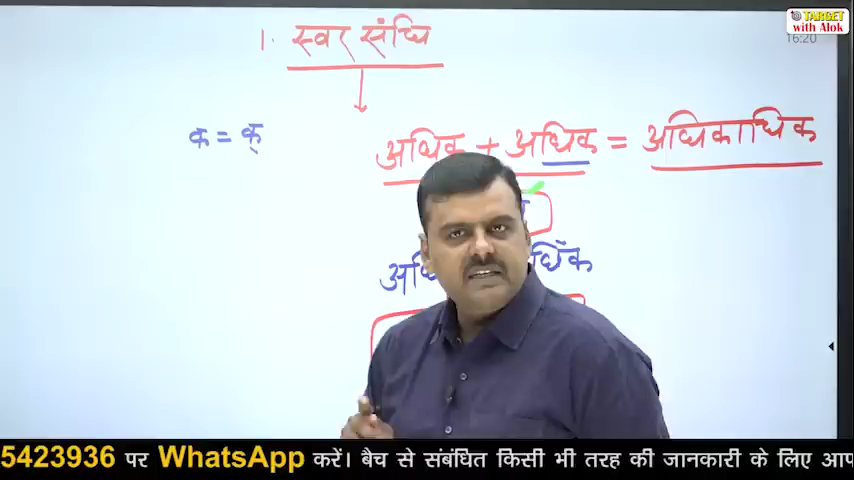 TARGET
with Alok
16:20
1. स्वर संधि
क = क्
अधिक + अधिक = अधिकाधिक
5423936 पर WhatsApp करें। बैच से संबंधित किसी भी तरह की जानकारी के लिए आप